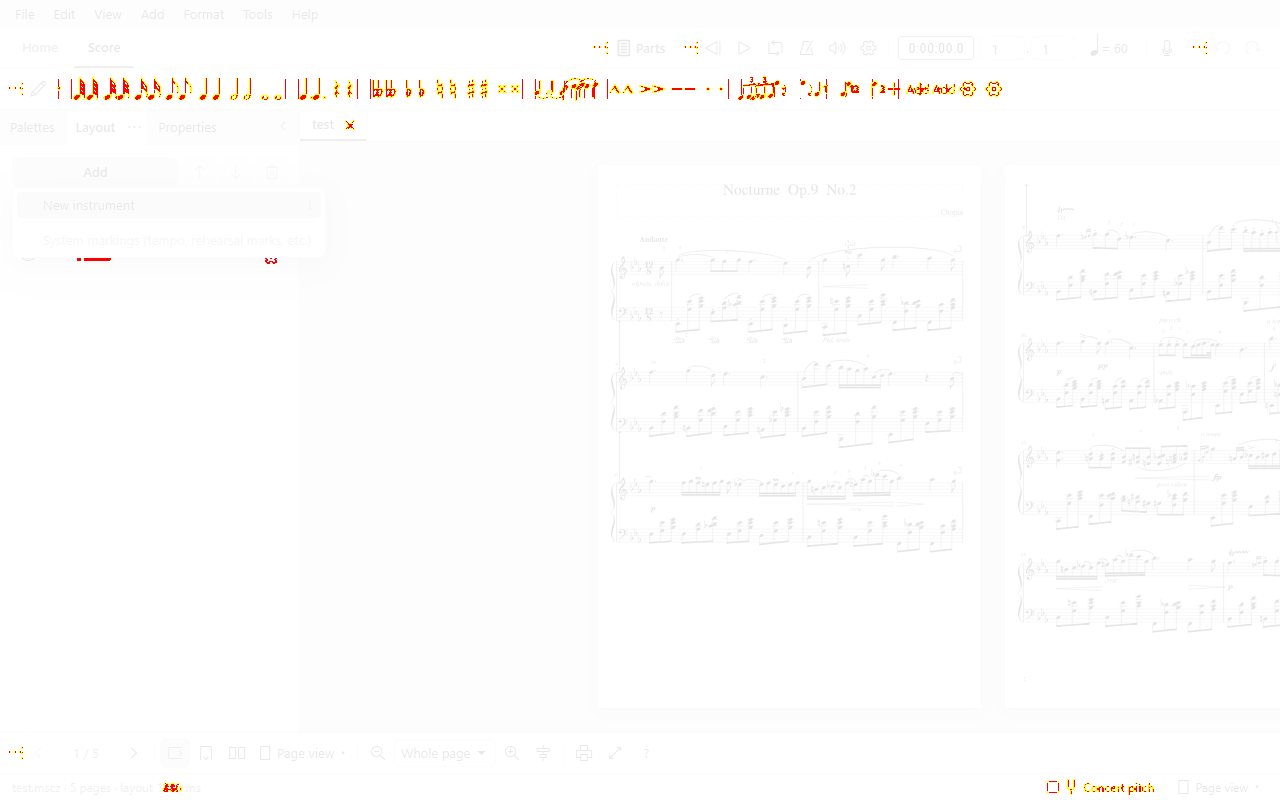 File Edit View Add Format Tools Help
Home Score Parts 0:00:00.0 1 . 1 = 60
Palettes Layout Properties test
Add
New instrument
System markings (tempo, rehearsal marks, etc.)
Nocturne Op.9 No.2
Chopin
Andante
1 / 5 Page view Whole page ?
test.mscz - 5 pages - layout Concert pitch Page view